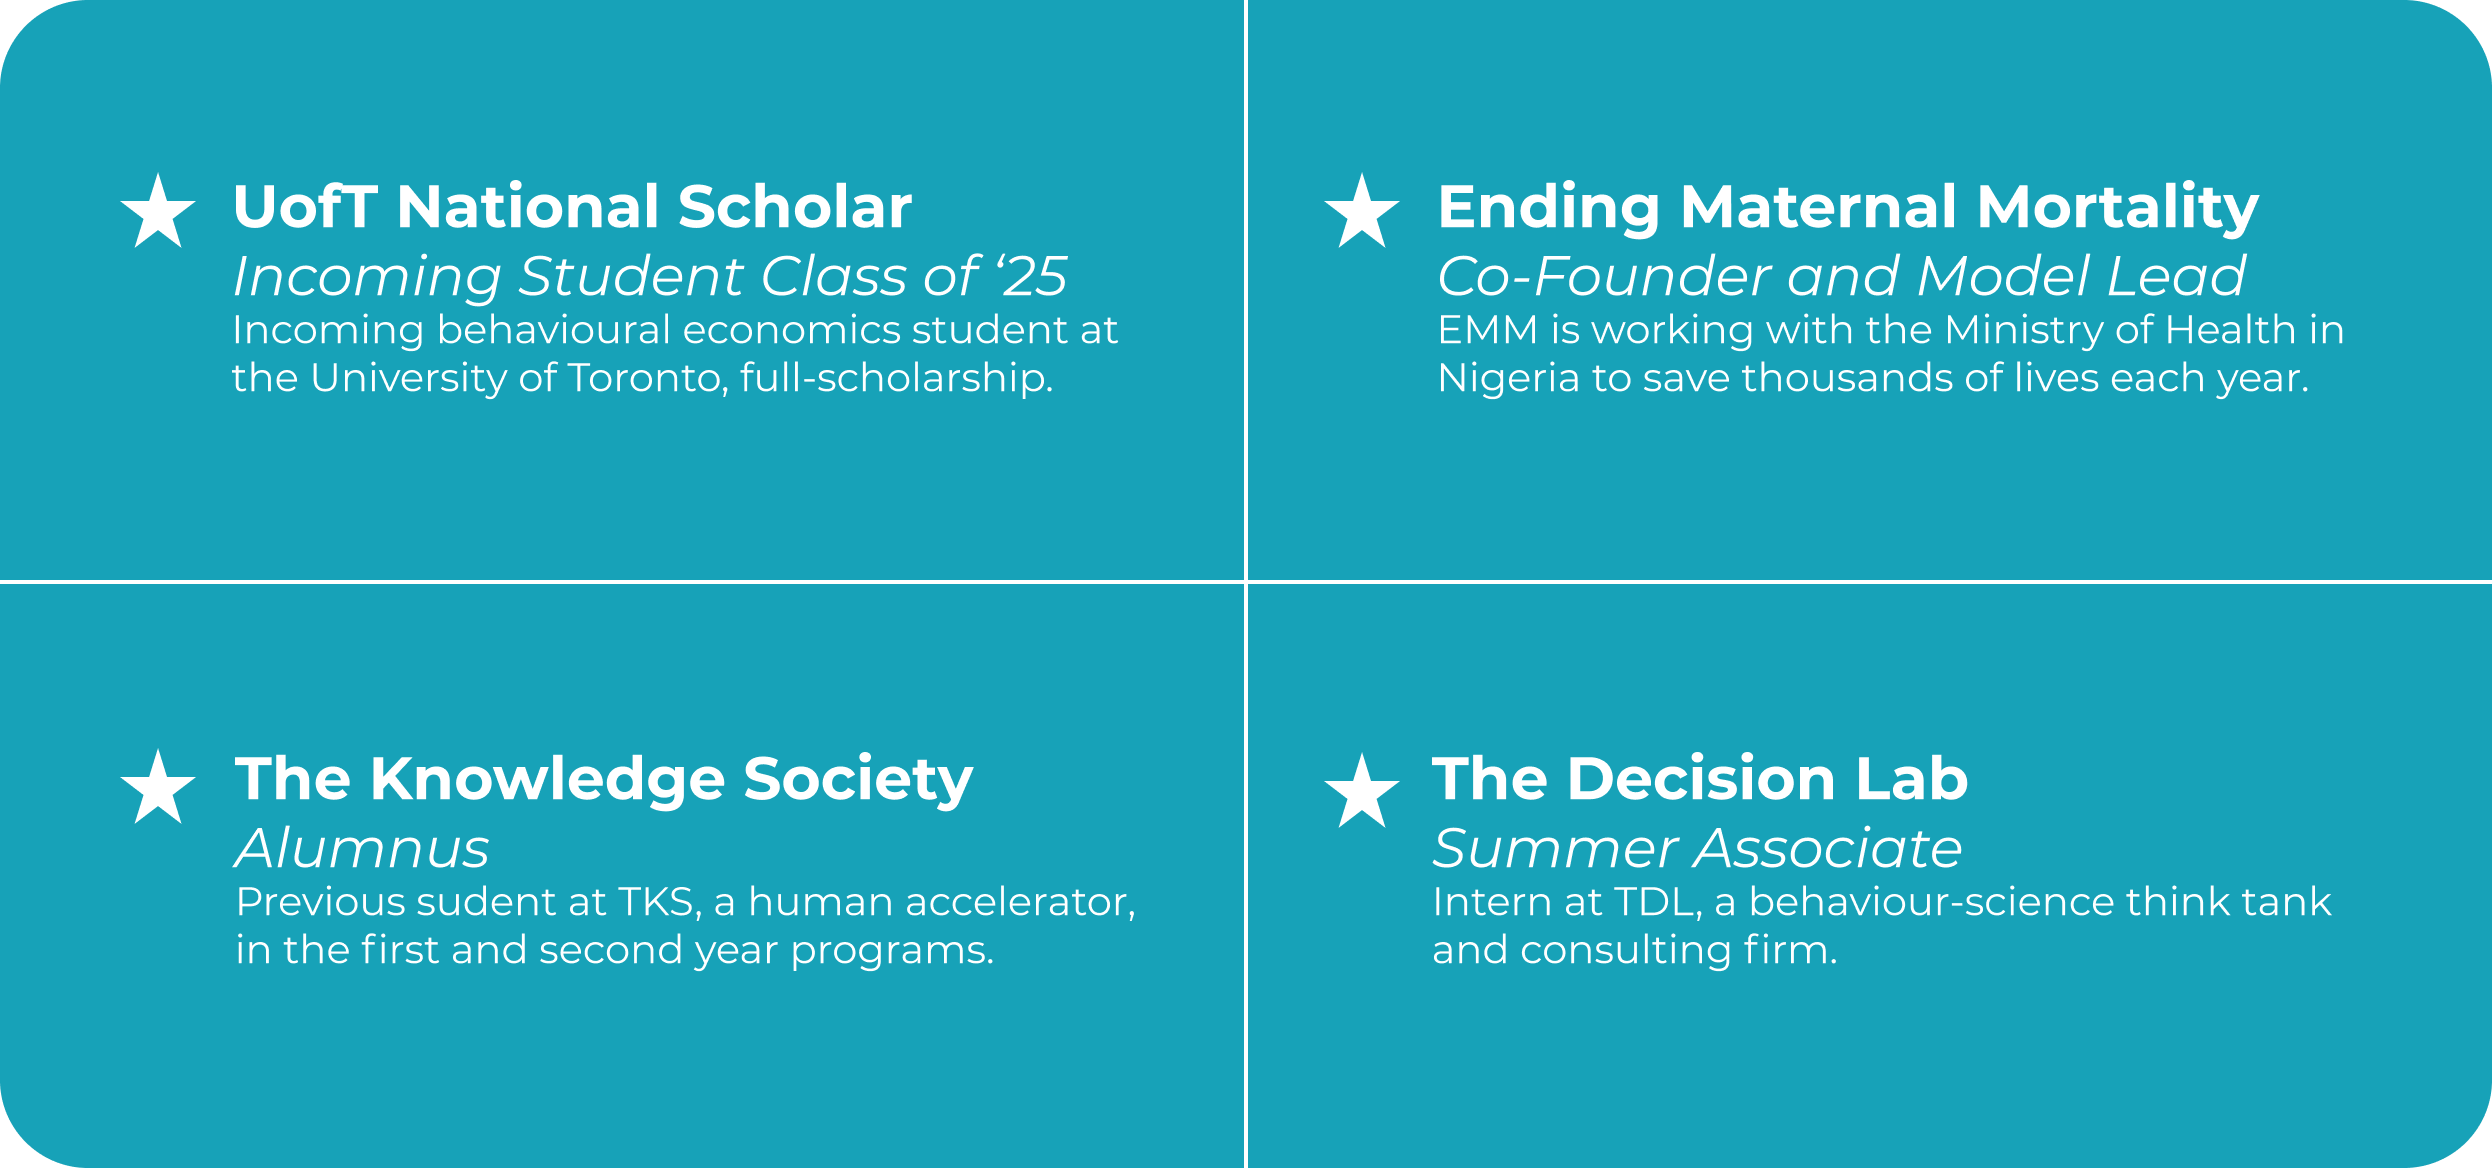 UofT National Scholar
Incoming Student Class of ‘25
Incoming behavioural economics student at
the University of Toronto, full-scholarship.
Ending Maternal Mortality
Co-Founder and Model Lead
EMM is working with the Ministry of Health in
Nigeria to save thousands of lives each year.
The Knowledge Society
Alumnus
Previous sudent at TKS, a human accelerator,
in the first and second year programs.
The Decision Lab
Summer Associate
Intern at TDL, a behaviour-science think tank
and consulting firm.